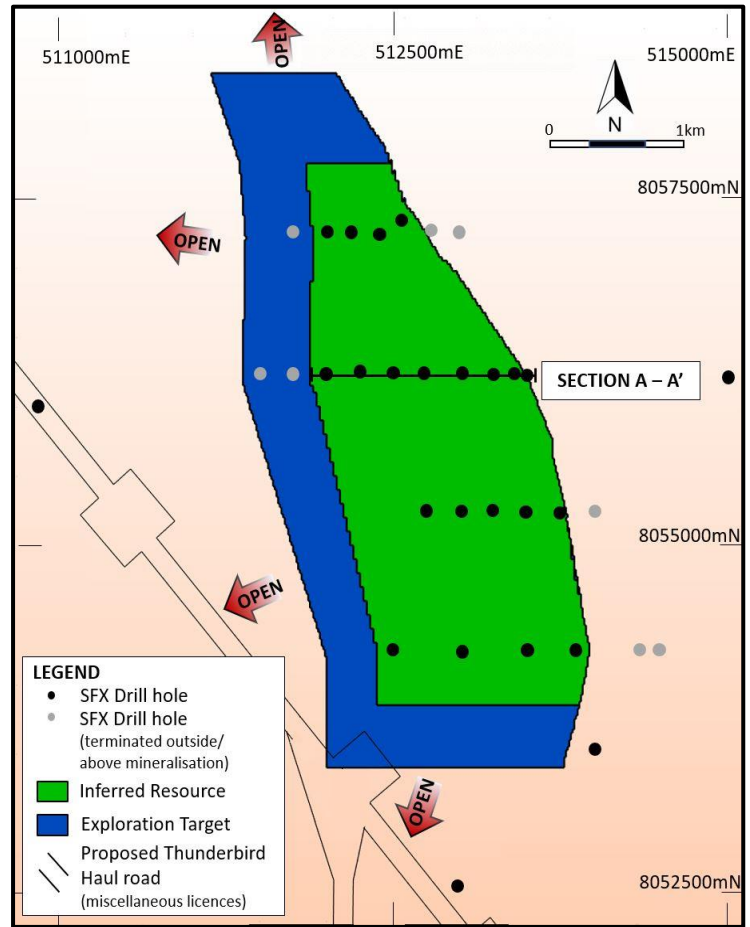 OPEN
511000mE
512500mE
515000mE
0
1km
N
8057500mN
OPEN
SECTION A – A’
8055000mN
OPEN
LEGEND
SFX Drill hole
SFX Drill hole
(terminated outside/
above mineralisation)
Inferred Resource
Exploration Target
Proposed Thunderbird
Haul road
(miscellaneous licences)
OPEN
8052500mN